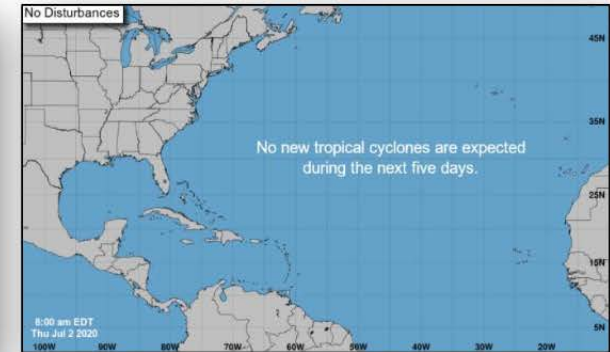 No Disturbances
45N
35N
No new tropical cyclones are expected
during the next five days.
25N
15N
8:00 am EDT
Thu Jul 2 2020
5N
100W 90W 80W 70W 60W 50W 40W 30W 20W